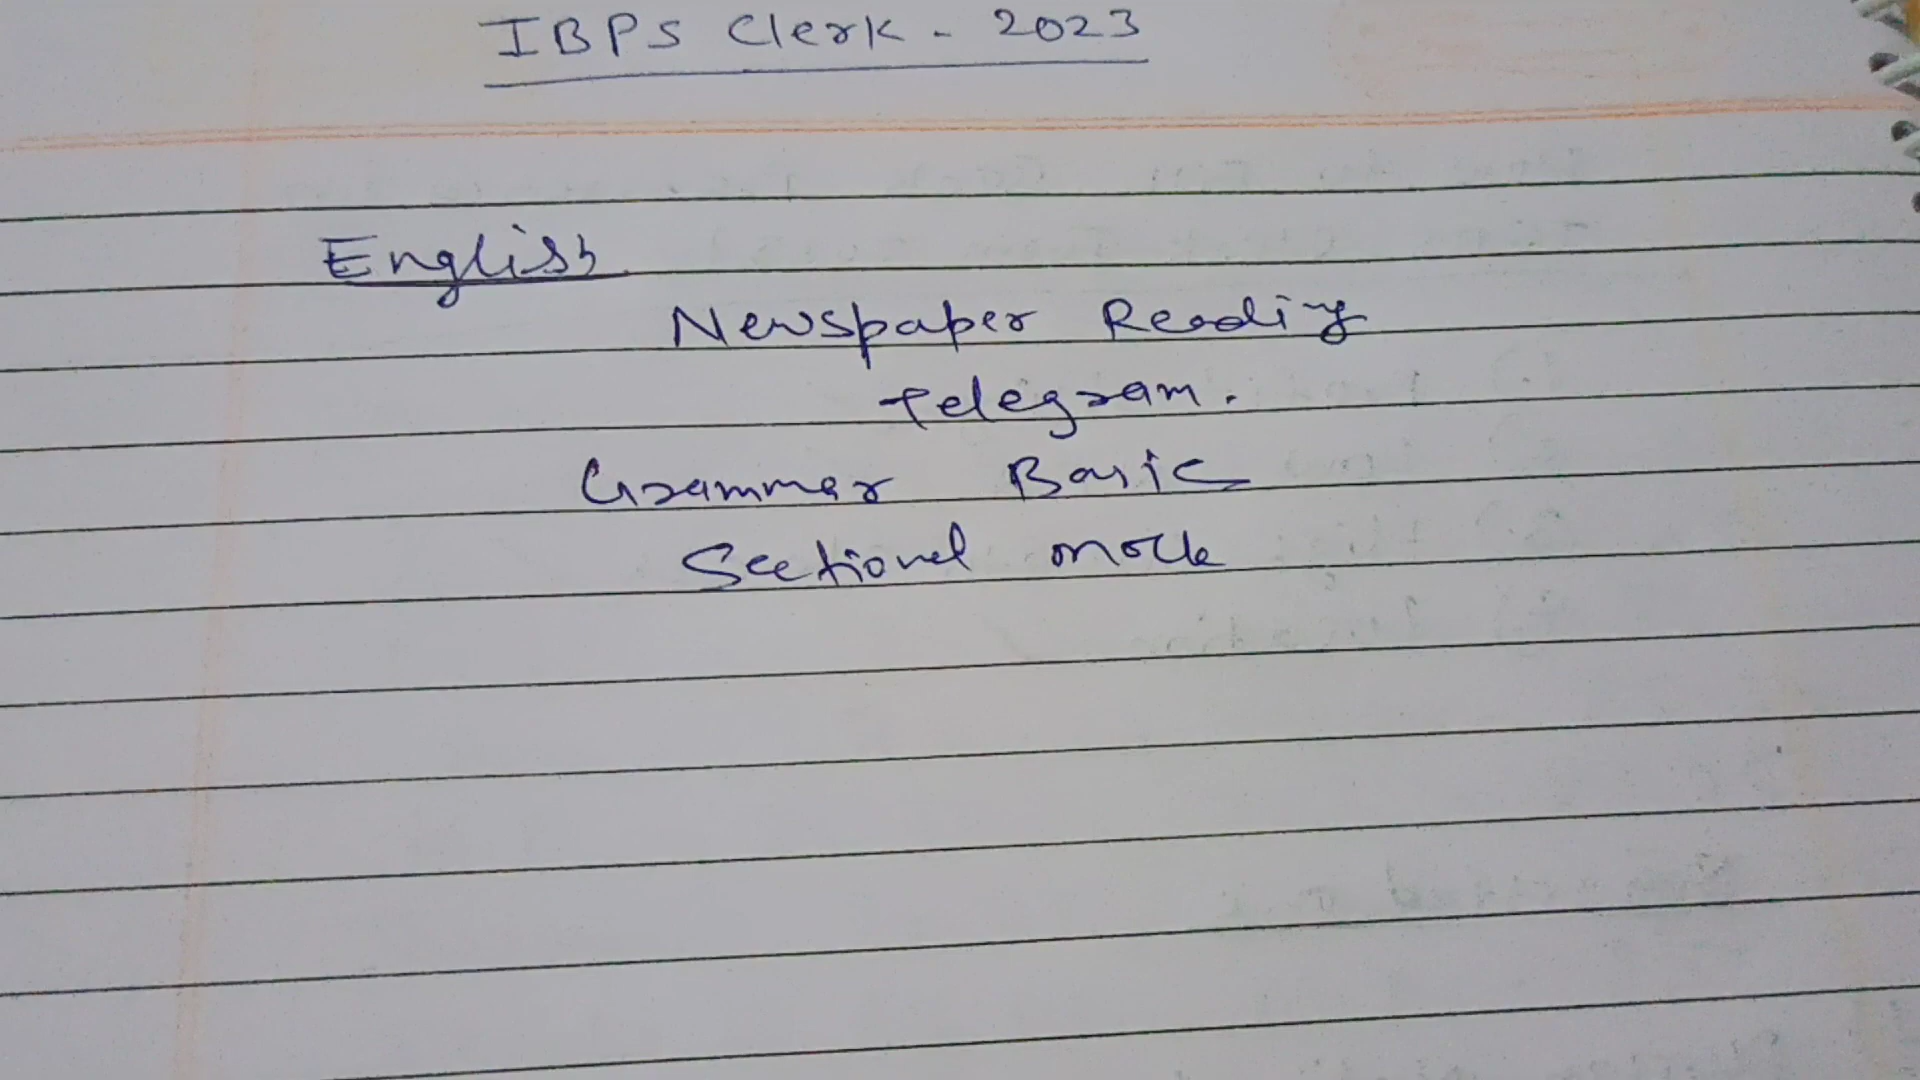 IBPS Clerk - 2023
English
Newspaper Reading
Telegram.
Grammar Basic
Sectional mock